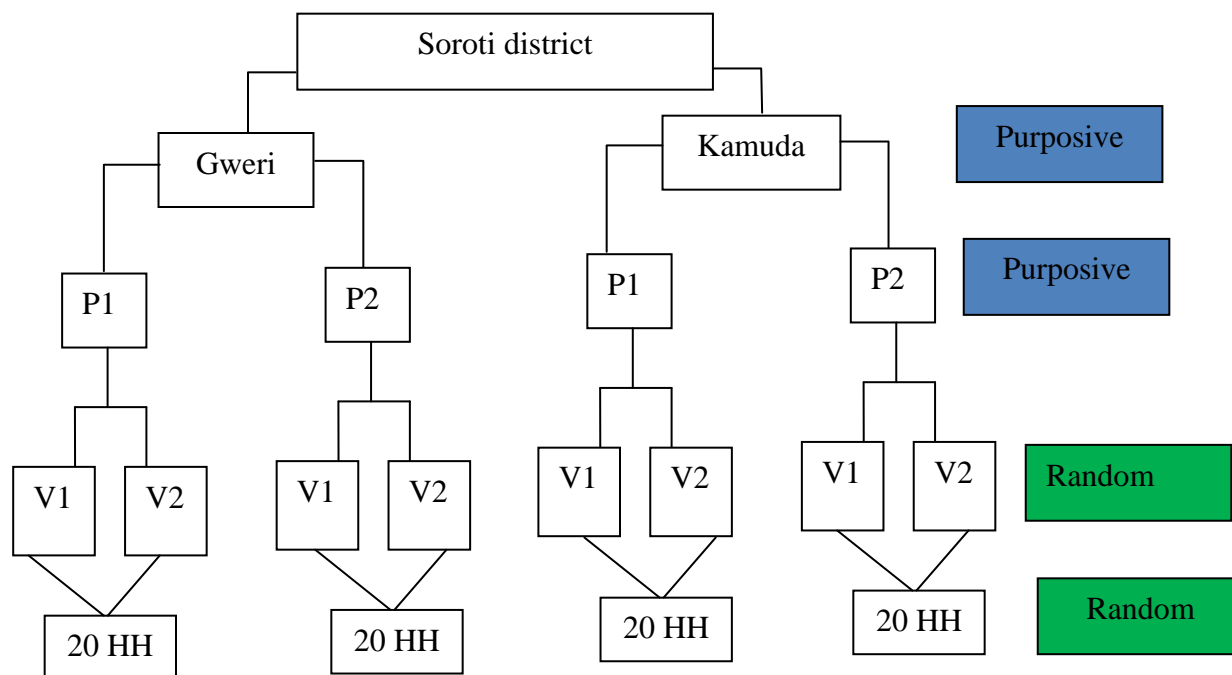 Soroti district
Gweri
Kamuda
Purposive
P1
P2
P1
P2
Purposive
V1
V2
V1
V2
V1
V2
V1
V2
Random
20 HH
20 HH
20 HH
20 HH
Random